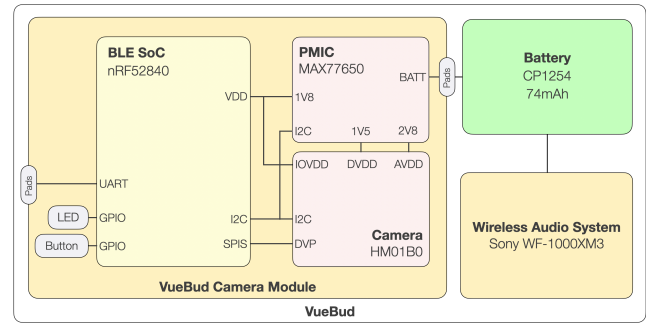 BLE SoC
nRF52840
VDD
UART
GPIO
GPIO
I2C
SPIS
Pads
LED
Button
PMIC
MAX77650
BATT
1V8
I2C
1V5
2V8
IOVDD
DVDD
AVDD
I2C
DVP
Camera
HM01B0
Pads
VueBud Camera Module
Battery
CP1254
74mAh
Wireless Audio System
Sony WF-1000XM3
VueBud